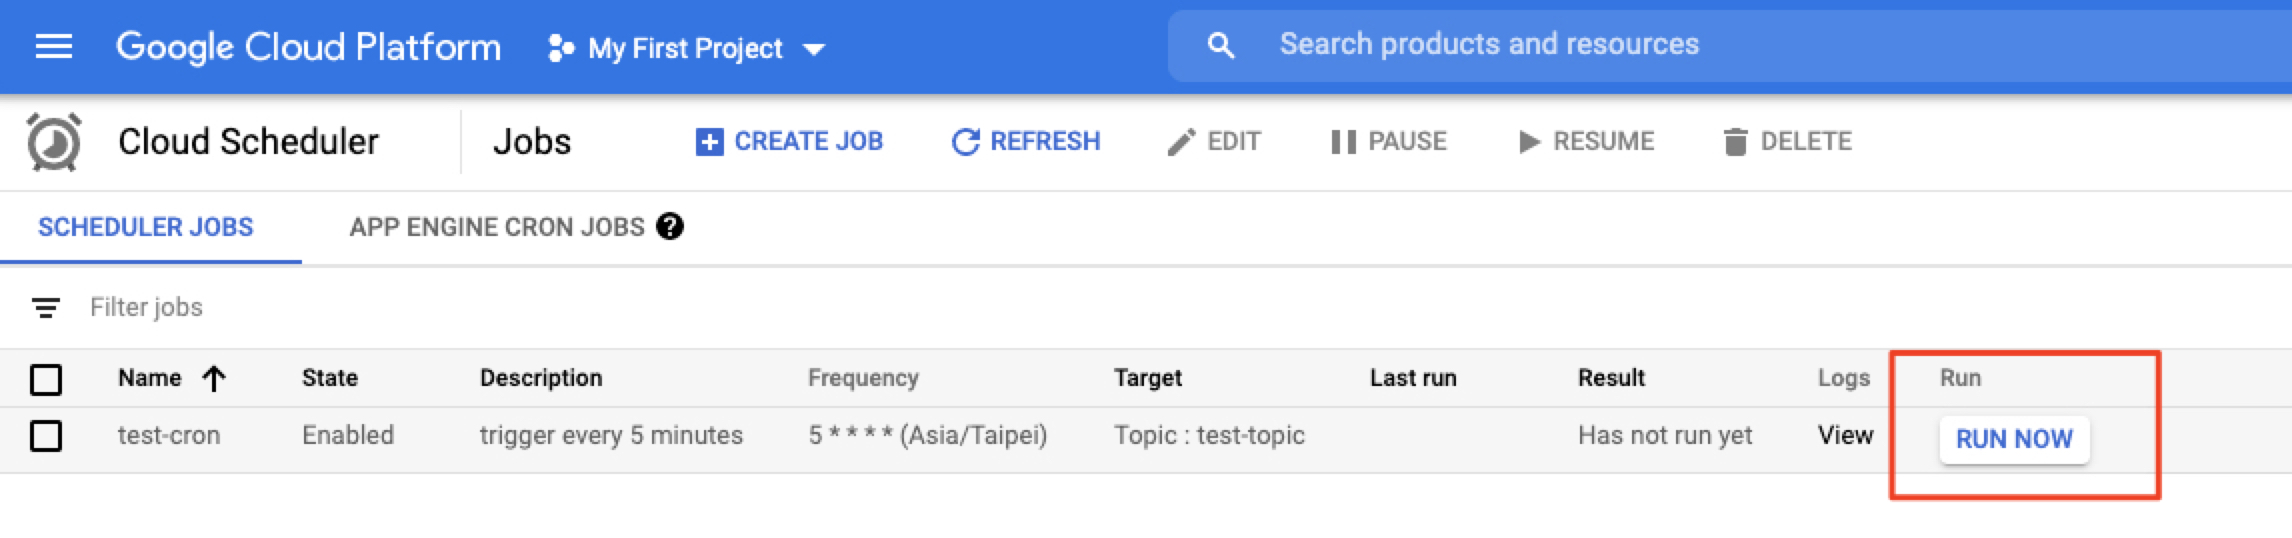 Google Cloud Platform My First Project Search products and resources
Cloud Scheduler Jobs CREATE JOB REFRESH EDIT PAUSE RESUME DELETE
SCHEDULER JOBS APP ENGINE CRON JOBS ?
Filter jobs
Name State Description Frequency Target Last run Result Logs Run
test-cron Enabled trigger every 5 minutes 5 * * * * (Asia/Taipei) Topic : test-topic Has not run yet View RUN NOW